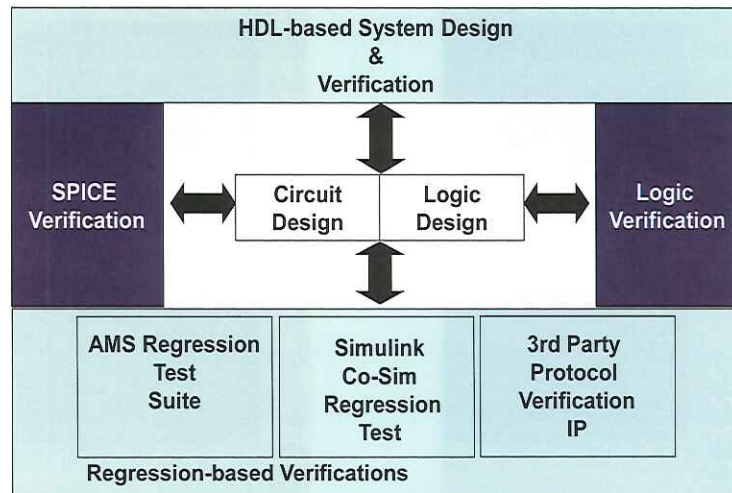 HDL-based System Design
&
Verification
SPICE
Verification
Circuit
Design
Logic
Design
Logic
Verification
AMS Regression
Test
Suite
Simulink
Co-Sim
Regression
Test
3rd Party
Protocol
Verification
IP
Regression-based Verifications